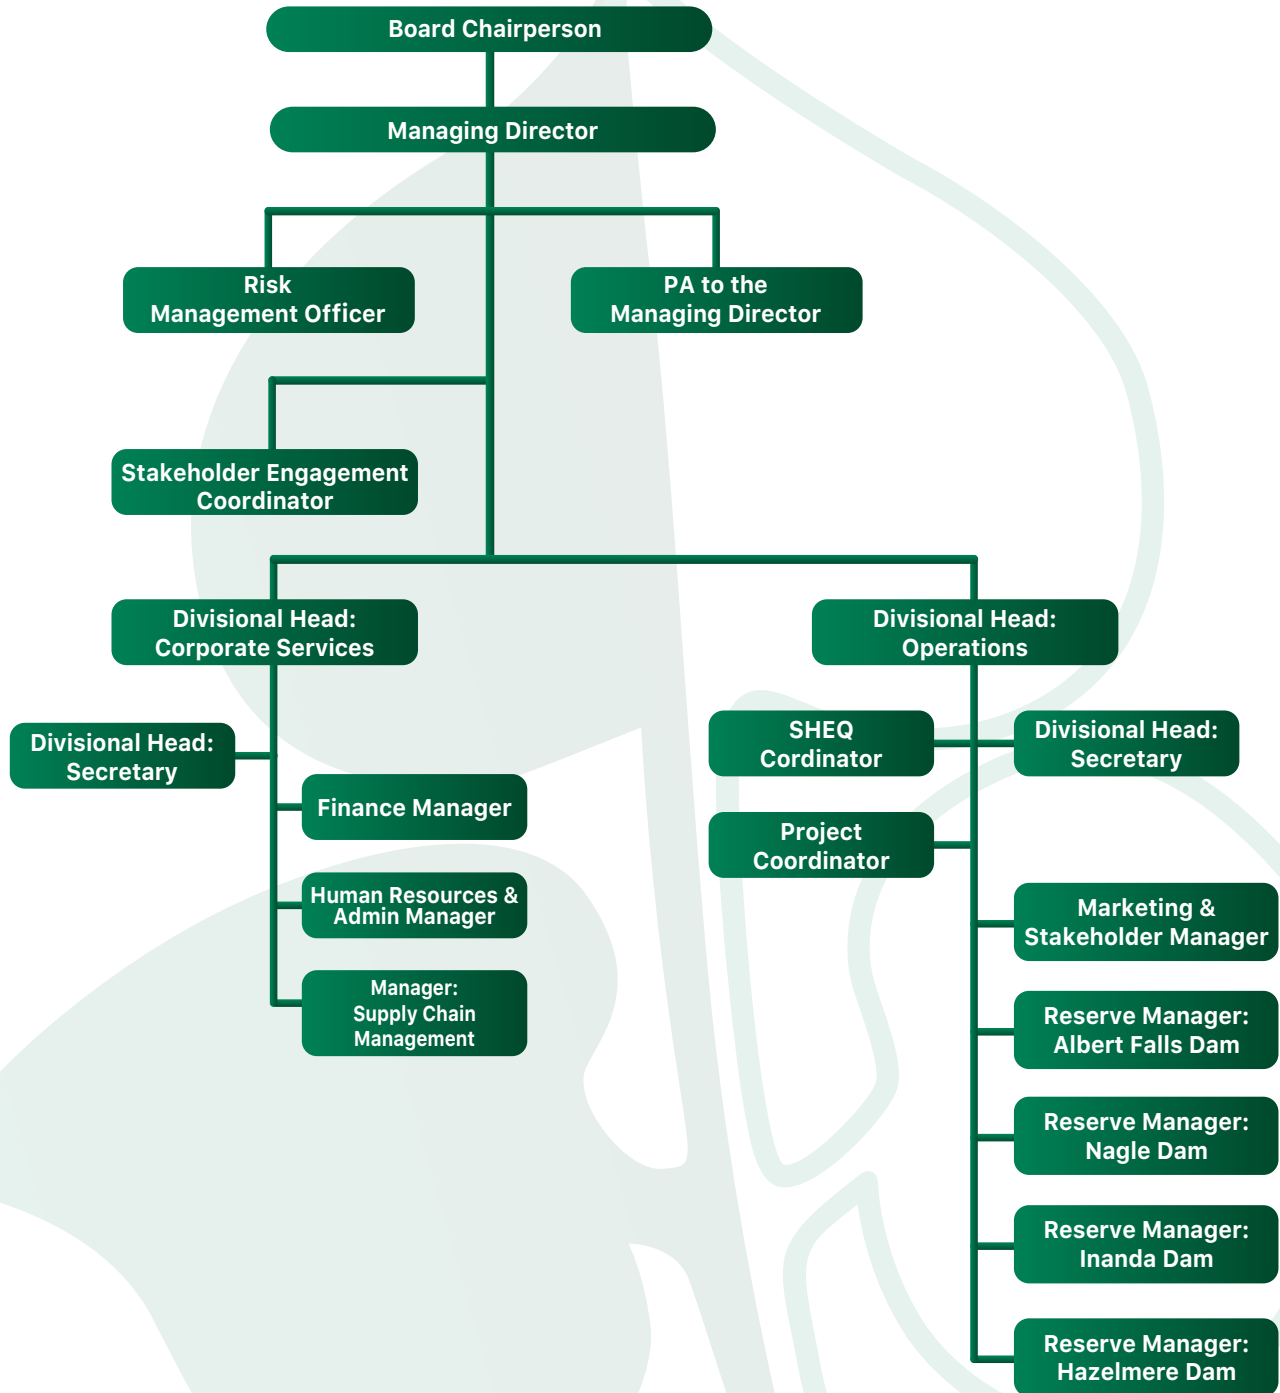 Board Chairperson
Managing Director
Risk
Management Officer
PA to the
Managing Director
Stakeholder Engagement
Coordinator
Divisional Head:
Corporate Services
Divisional Head:
Operations
Divisional Head:
Secretary
Finance Manager
Human Resources &
Admin Manager
Manager:
Supply Chain
Management
SHEQ
Cordinator
Divisional Head:
Secretary
Project
Coordinator
Marketing &
Stakeholder Manager
Reserve Manager:
Albert Falls Dam
Reserve Manager:
Nagle Dam
Reserve Manager:
Inanda Dam
Reserve Manager:
Hazelmere Dam